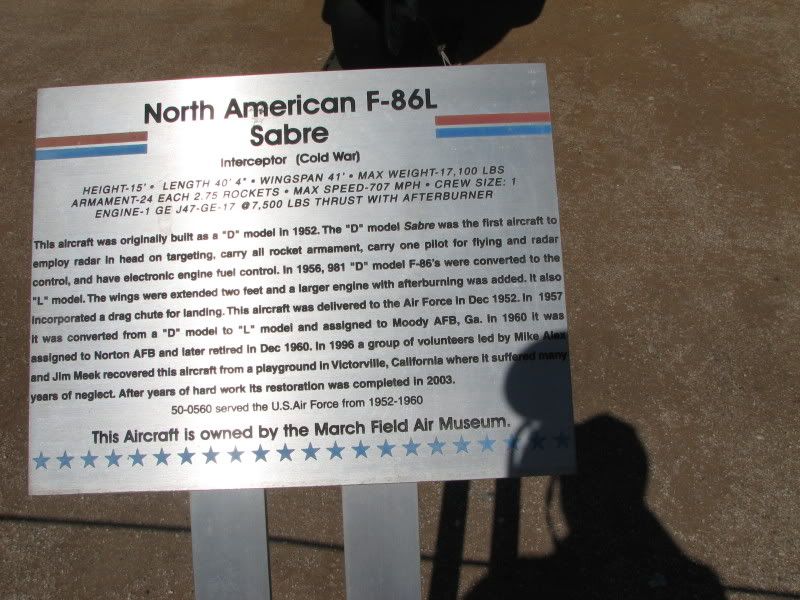 North American F-86L
Sabre
Interceptor (Cold War)
HEIGHT-15' • LENGTH 40' 4" • WINGSPAN 41' • MAX WEIGHT-17,100 LBS
ARMAMENT-24 EACH 2.75 ROCKETS • MAX SPEED-707 MPH • CREW SIZE: 1
ENGINE-1 GE J47-GE-17 @7,500 LBS THRUST WITH AFTERBURNER
This aircraft was originally built as a "D" model in 1952. The "D" model Sabre was the first aircraft to
employ radar in head on targeting, carry all rocket armament, carry one pilot for flying and radar
control, and have electronic engine fuel control. In 1956, 981 "D" model F-86's were converted to the
"L" model. The wings were extended two feet and a larger engine with afterburning was added. It also
incorporated a drag chute for landing. This aircraft was delivered to the Air Force in Dec 1952. In 1957
it was converted from a "D" model to "L" model and assigned to Moody AFB, Ga. In 1960 it was
assigned to Norton AFB and later retired in Dec 1960. In 1996 a group of volunteers led by Mike Alex
and Jim Meek recovered this aircraft from a playground in Victorville, California where it suffered many
years of neglect. After years of hard work its restoration was completed in 2003.
50-0560 served the U.S.Air Force from 1952-1960
This Aircraft is owned by the March Field Air Museum.